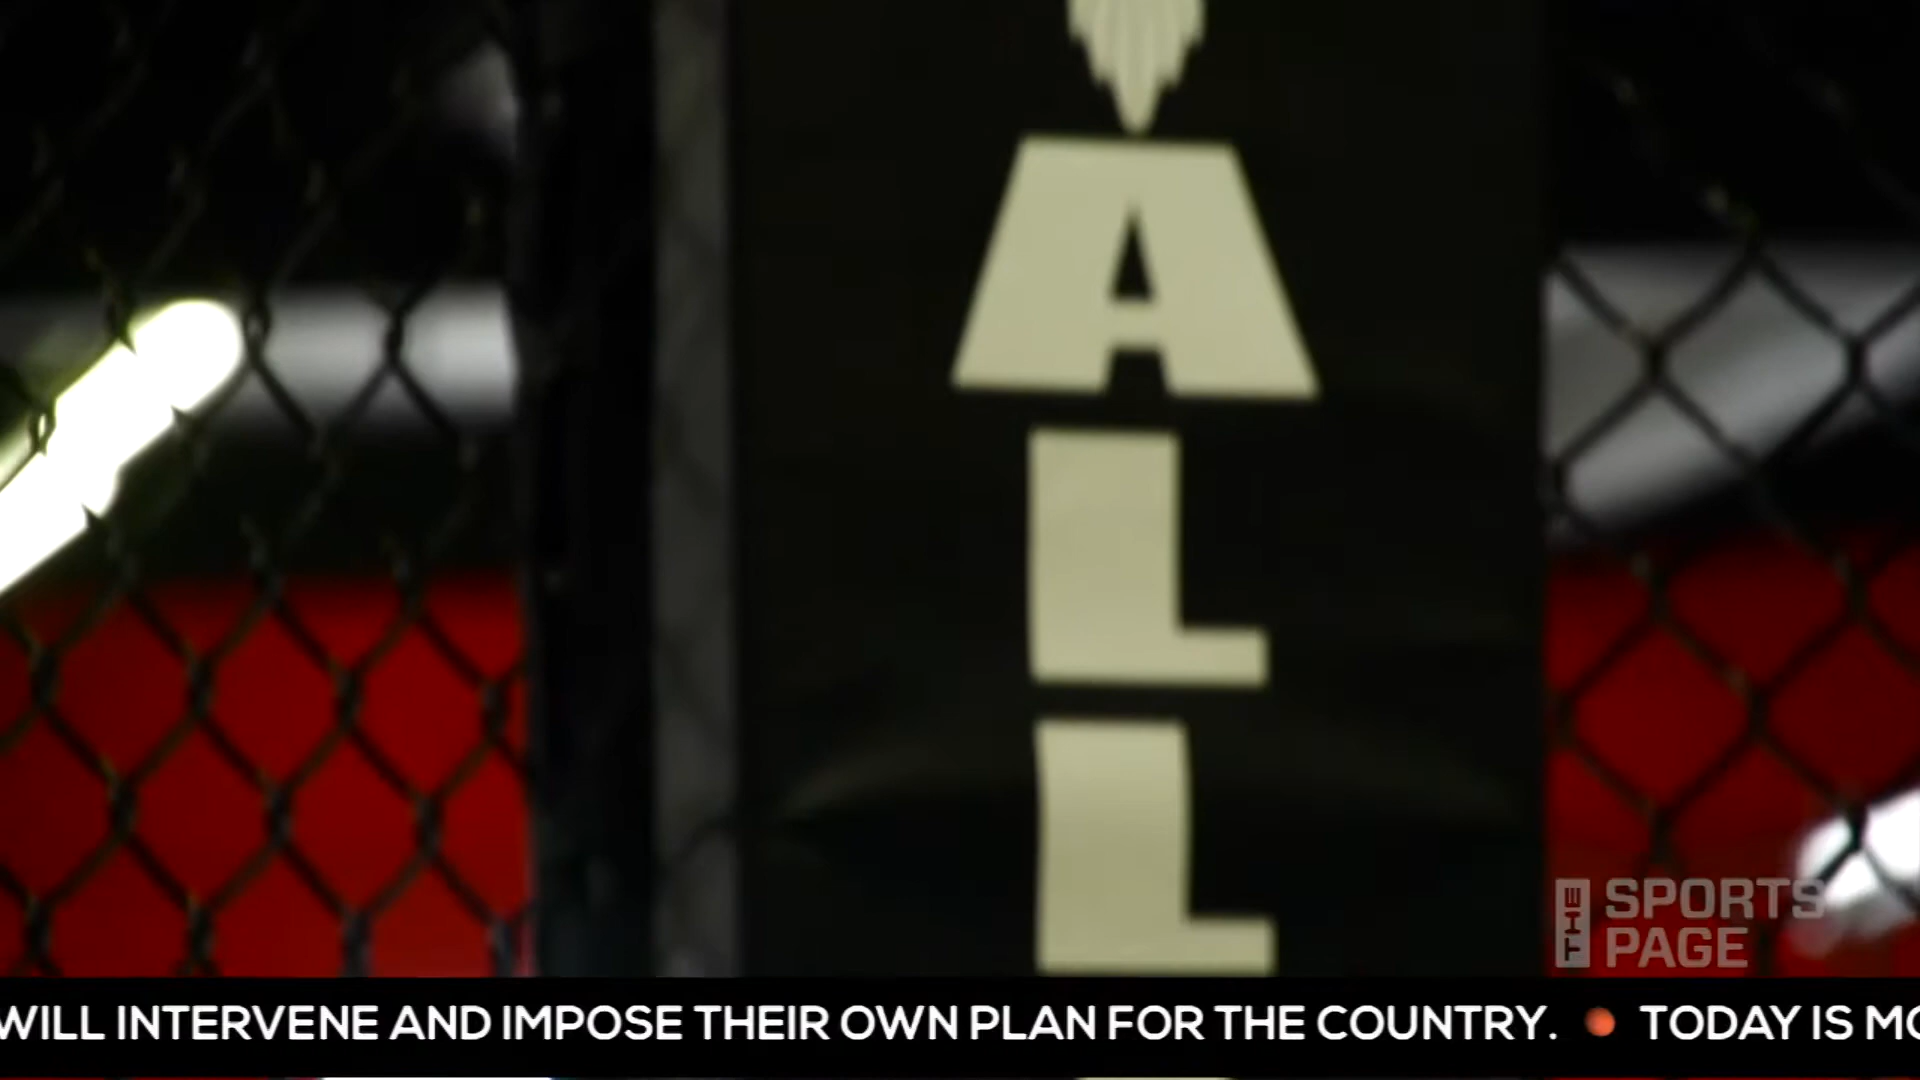 A
L
L
THE
SPORTS
PAGE
WILL INTERVENE AND IMPOSE THEIR OWN PLAN FOR THE COUNTRY. • TODAY IS